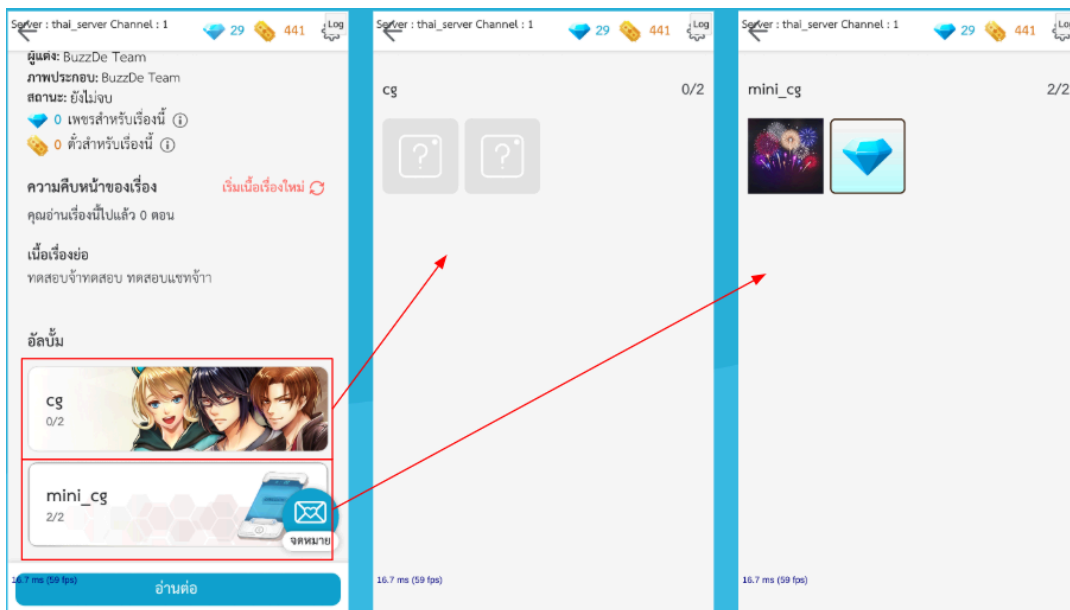 Server : thai_server Channel : 1
29
441
Log
ผู้แต่ง: BuzzDe Team
ภาพประกอบ: BuzzDe Team
สถานะ: ยังไม่จบ
0 เพชรสำหรับเรื่องนี้
0 ตั๋วสำหรับเรื่องนี้
ความคืบหน้าของเรื่อง
เริ่มเนื้อเรื่องใหม่
คุณอ่านเรื่องนี้ไปแล้ว 0 ตอน
เนื้อเรื่องย่อ
ทดสอบจ้าทดสอบ ทดสอบแชทจ้าา
อัลบั้ม
cg
0/2
mini_cg
2/2
จดหมาย
16.7 ms (59 fps)
อ่านต่อ
Server : thai_server Channel : 1
29
441
Log
cg
0/2
?
?
16.7 ms (59 fps)
Server : thai_server Channel : 1
29
441
mini_cg
2/2
16.7 ms (59 fps)